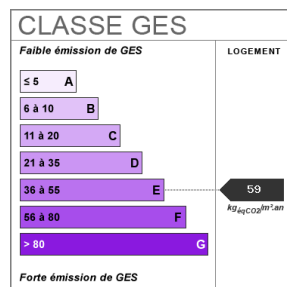 CLASSE GES
Faible émission de GES
LOGEMENT
≤ 5 A
6 à 10 B
11 à 20 C
21 à 35 D
36 à 55 E
59
kgéqCO2/m².an
56 à 80 F
> 80 G
Forte émission de GES